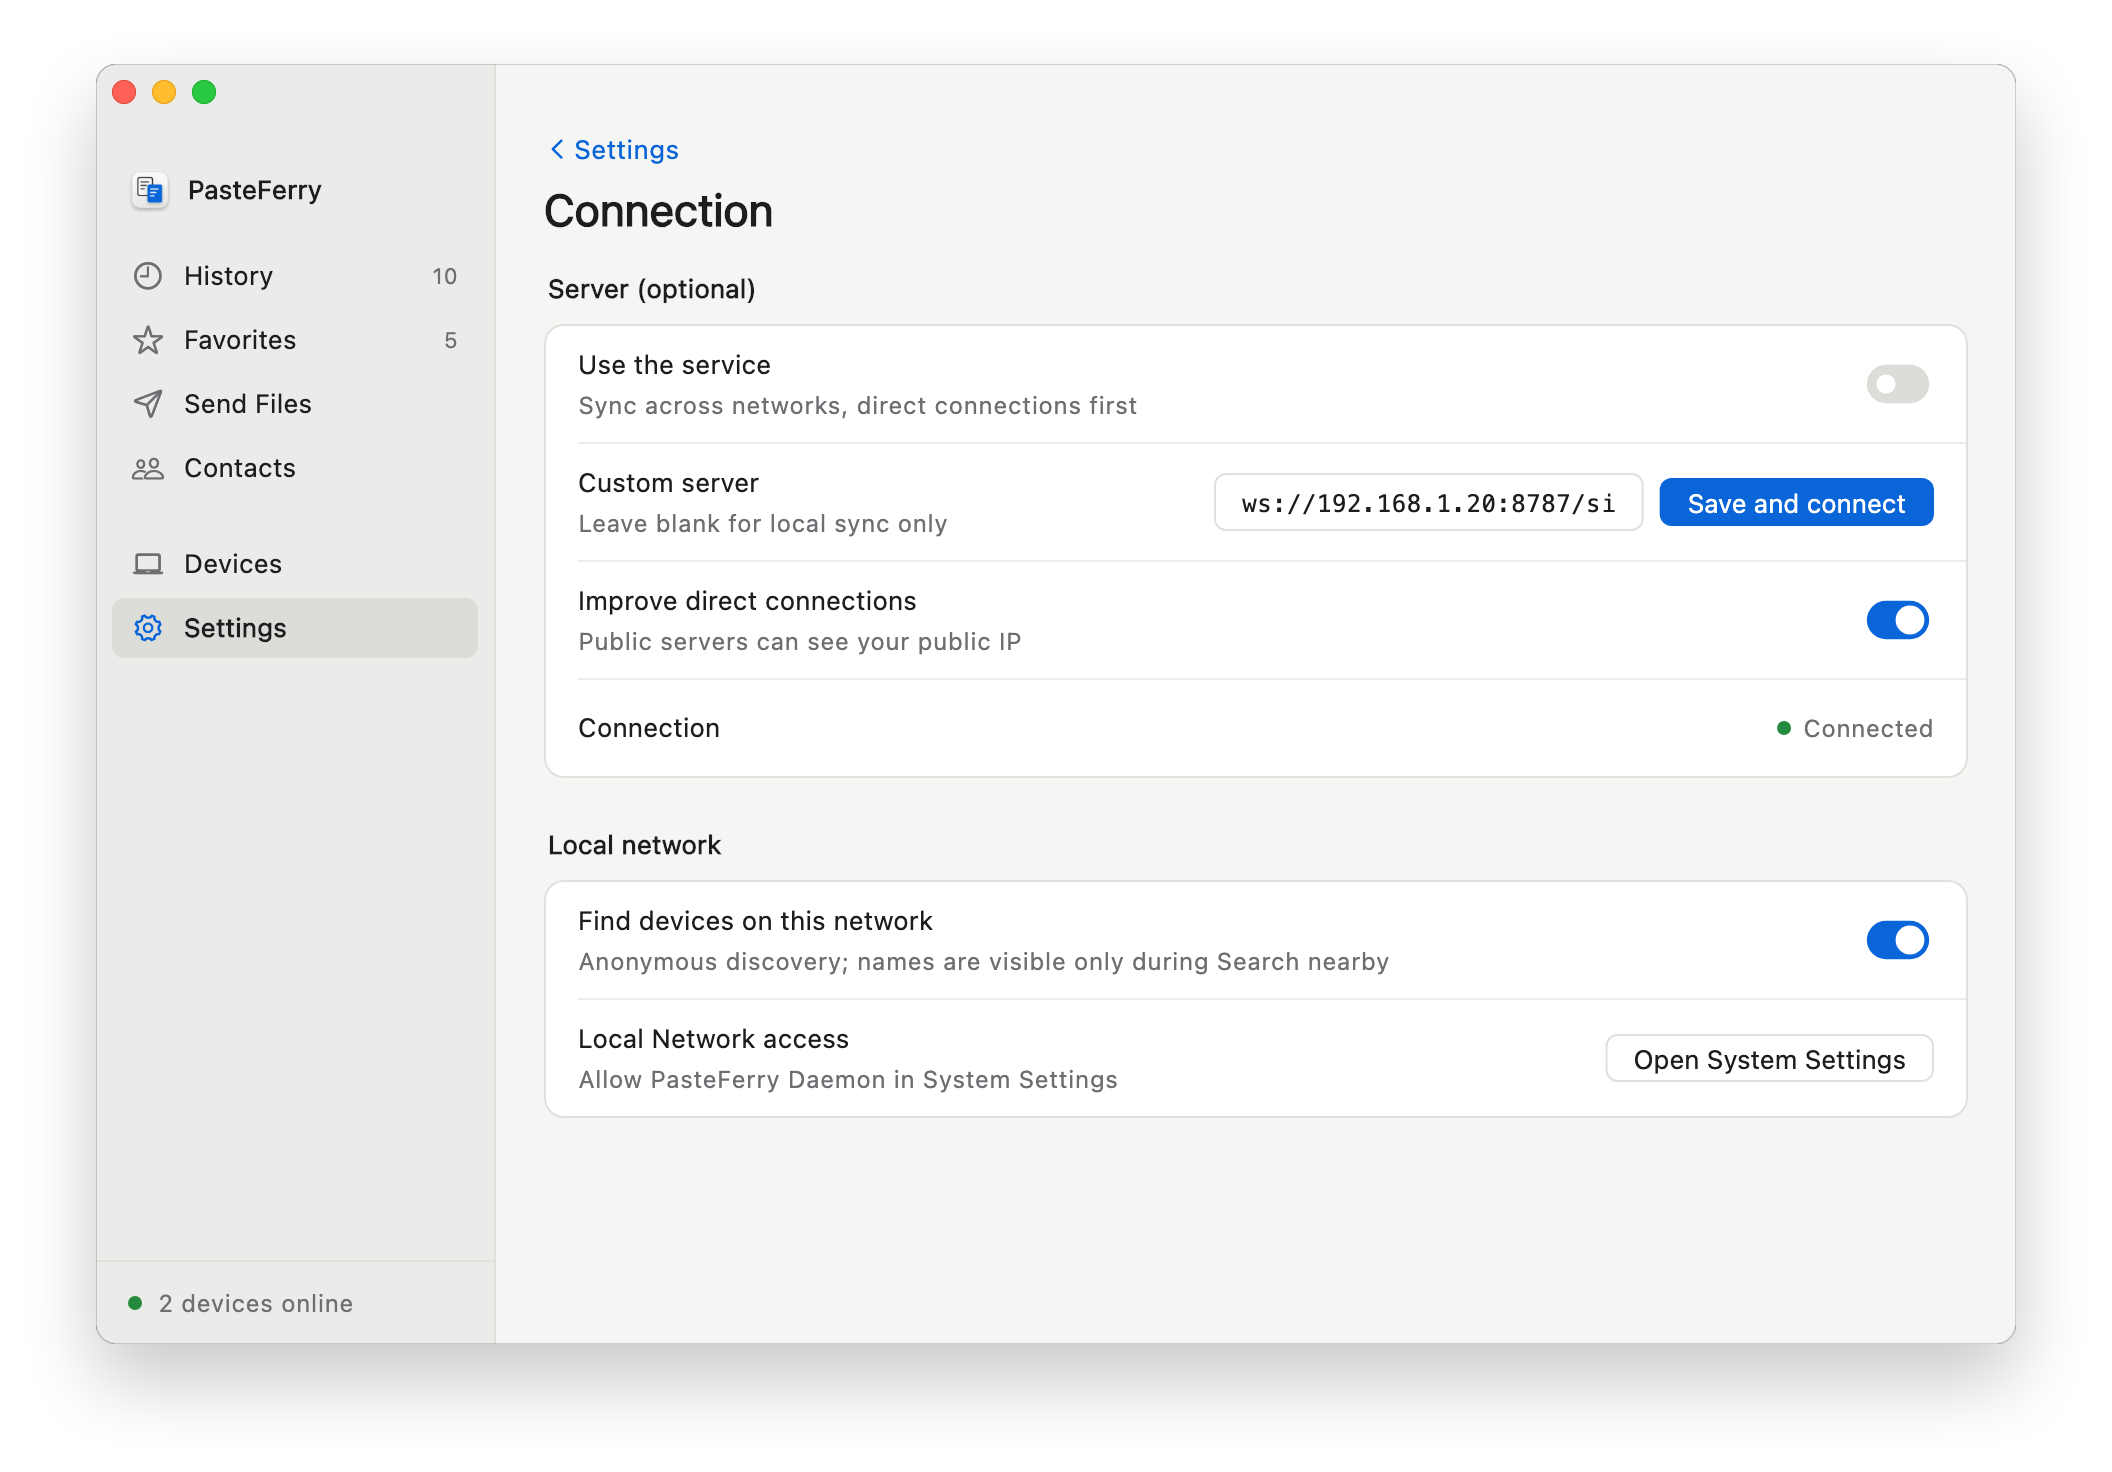 PasteFerry
History 10
Favorites 5
Send Files
Contacts
Devices
Settings
2 devices online
Settings
Connection
Server (optional)
Use the service
Sync across networks, direct connections first
Custom server
Leave blank for local sync only
ws://192.168.1.20:8787/si
Save and connect
Improve direct connections
Public servers can see your public IP
Connection
Connected
Local network
Find devices on this network
Anonymous discovery; names are visible only during Search nearby
Local Network access
Allow PasteFerry Daemon in System Settings
Open System Settings